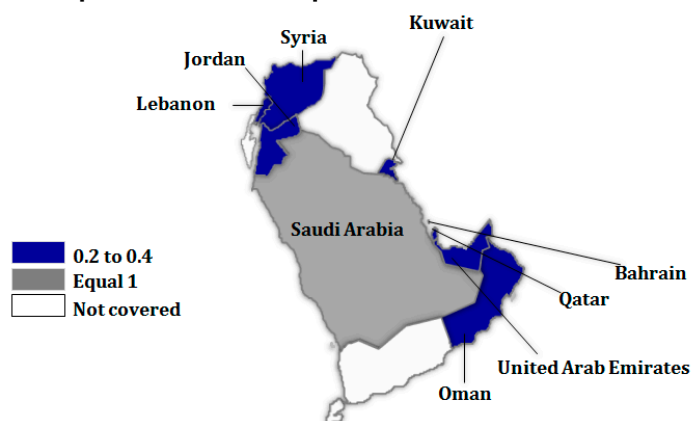 Kuwait
Syria
Jordan
Lebanon
Saudi Arabia
0.2 to 0.4
Equal 1
Not covered
Bahrain
Qatar
United Arab Emirates
Oman